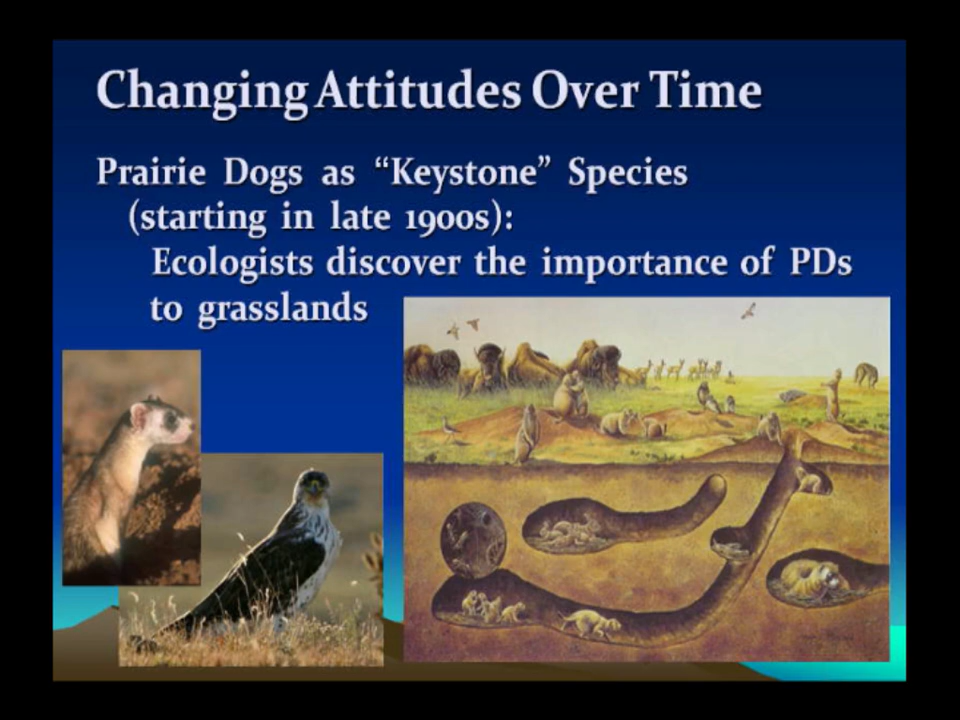 Changing Attitudes Over Time
Prairie Dogs as “Keystone” Species
(starting in late 1900s):
Ecologists discover the importance of PDs
to grasslands